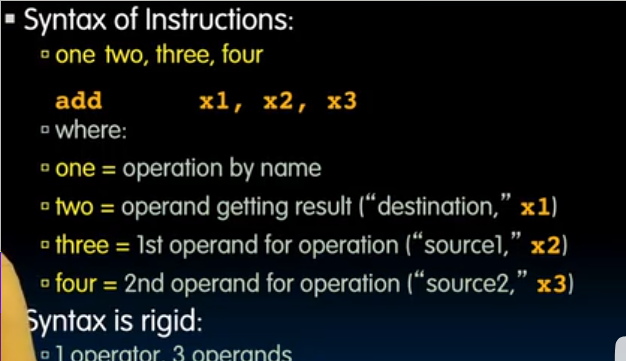 Syntax of Instructions:
one two, three, four
add x1, x2, x3
where:
one = operation by name
two = operand getting result (“destination,” x1)
three = 1st operand for operation (“source1,” x2)
four = 2nd operand for operation (“source2,” x3)
Syntax is rigid:
1 operator, 3 operands